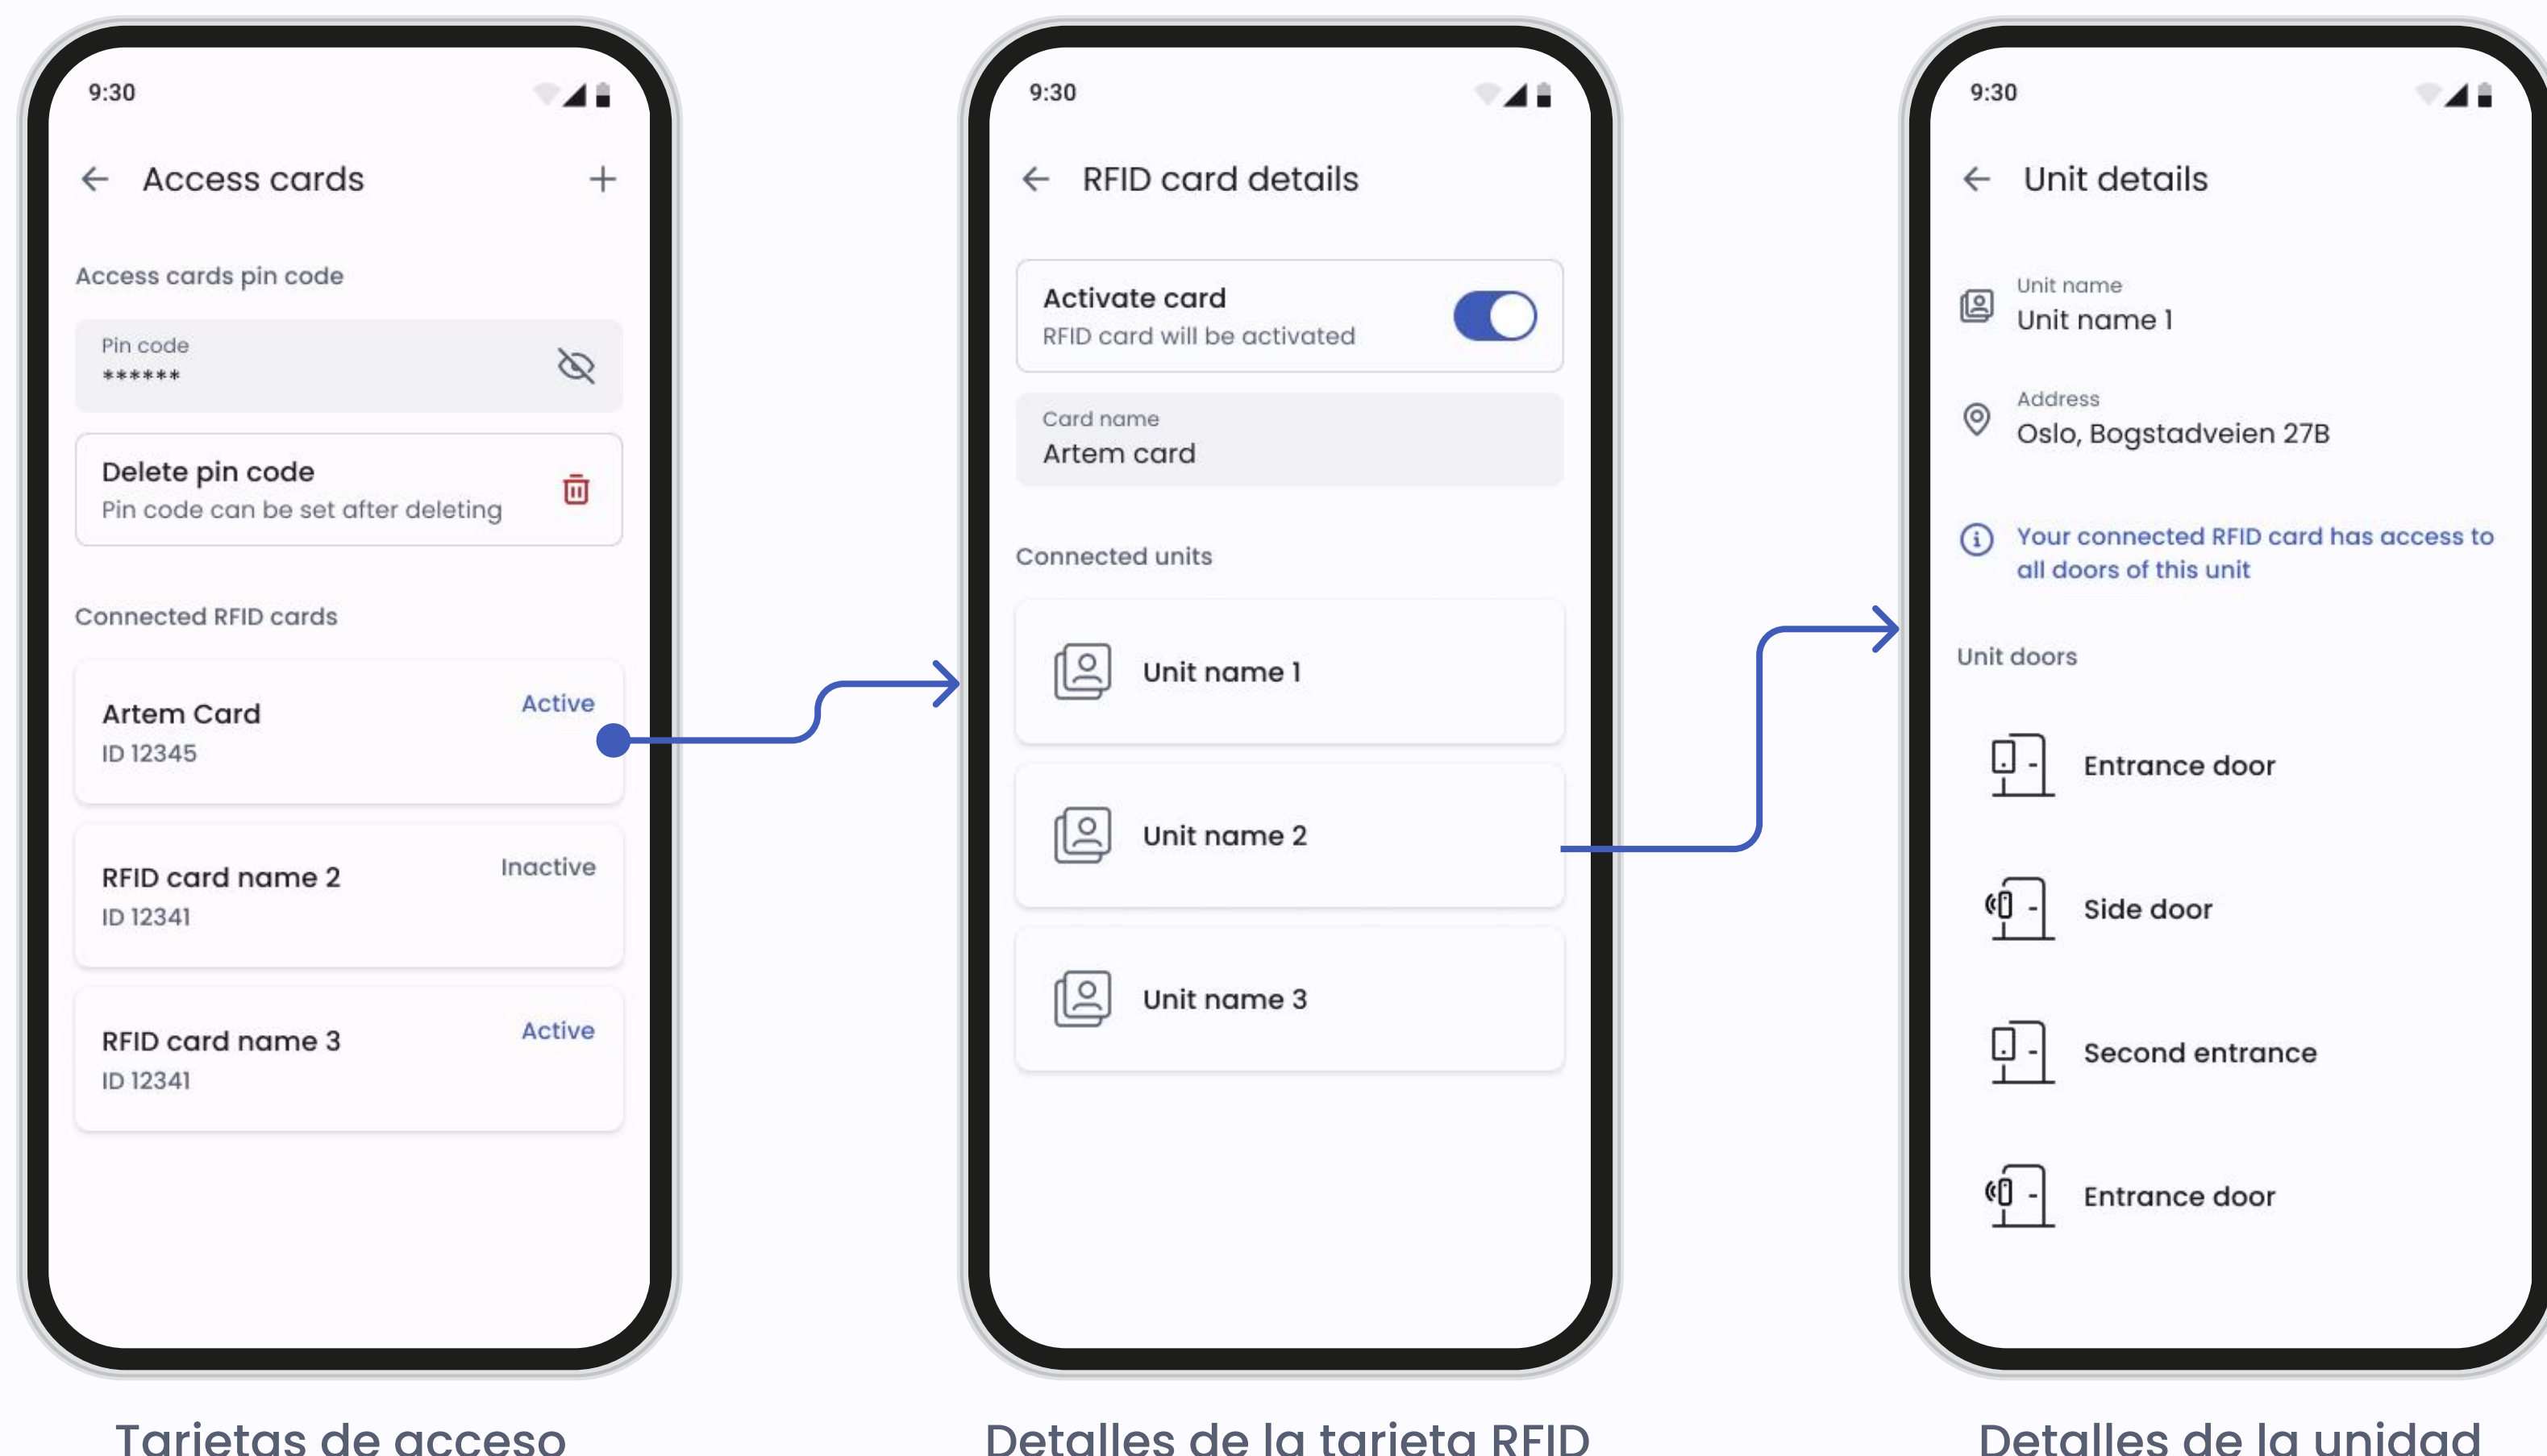 9:30
Access cards
Access cards pin code
Pin code
******
Delete pin code
Pin code can be set after deleting
Connected RFID cards
Artem Card
Active
ID 12345
RFID card name 2
Inactive
ID 12341
RFID card name 3
Active
ID 12341
Tarjetas de acceso
9:30
RFID card details
Activate card
RFID card will be activated
Card name
Artem card
Connected units
Unit name 1
Unit name 2
Unit name 3
Detalles de la tarjeta RFID
9:30
Unit details
Unit name
Unit name 1
Address
Oslo, Bogstadveien 27B
Your connected RFID card has access to
all doors of this unit
Unit doors
Entrance door
Side door
Second entrance
Entrance door
Detalles de la unidad